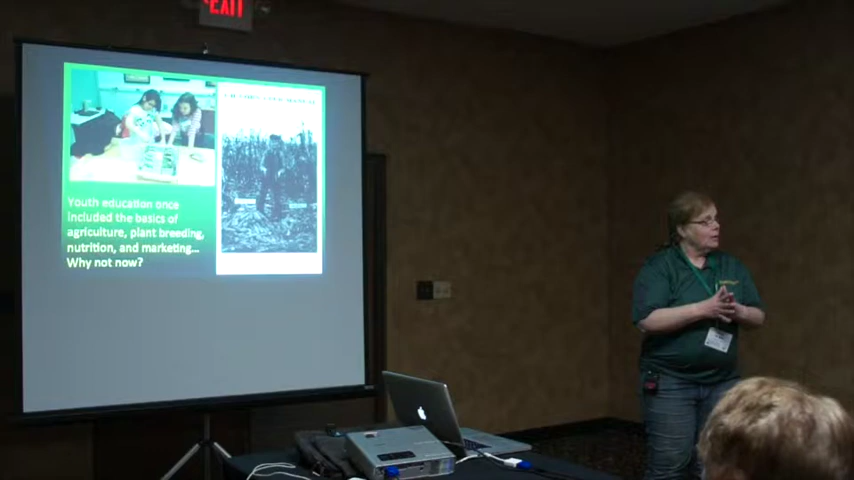 EXIT
Youth education once
included the basics of
agriculture, plant breeding,
nutrition, and marketing...
Why not now?